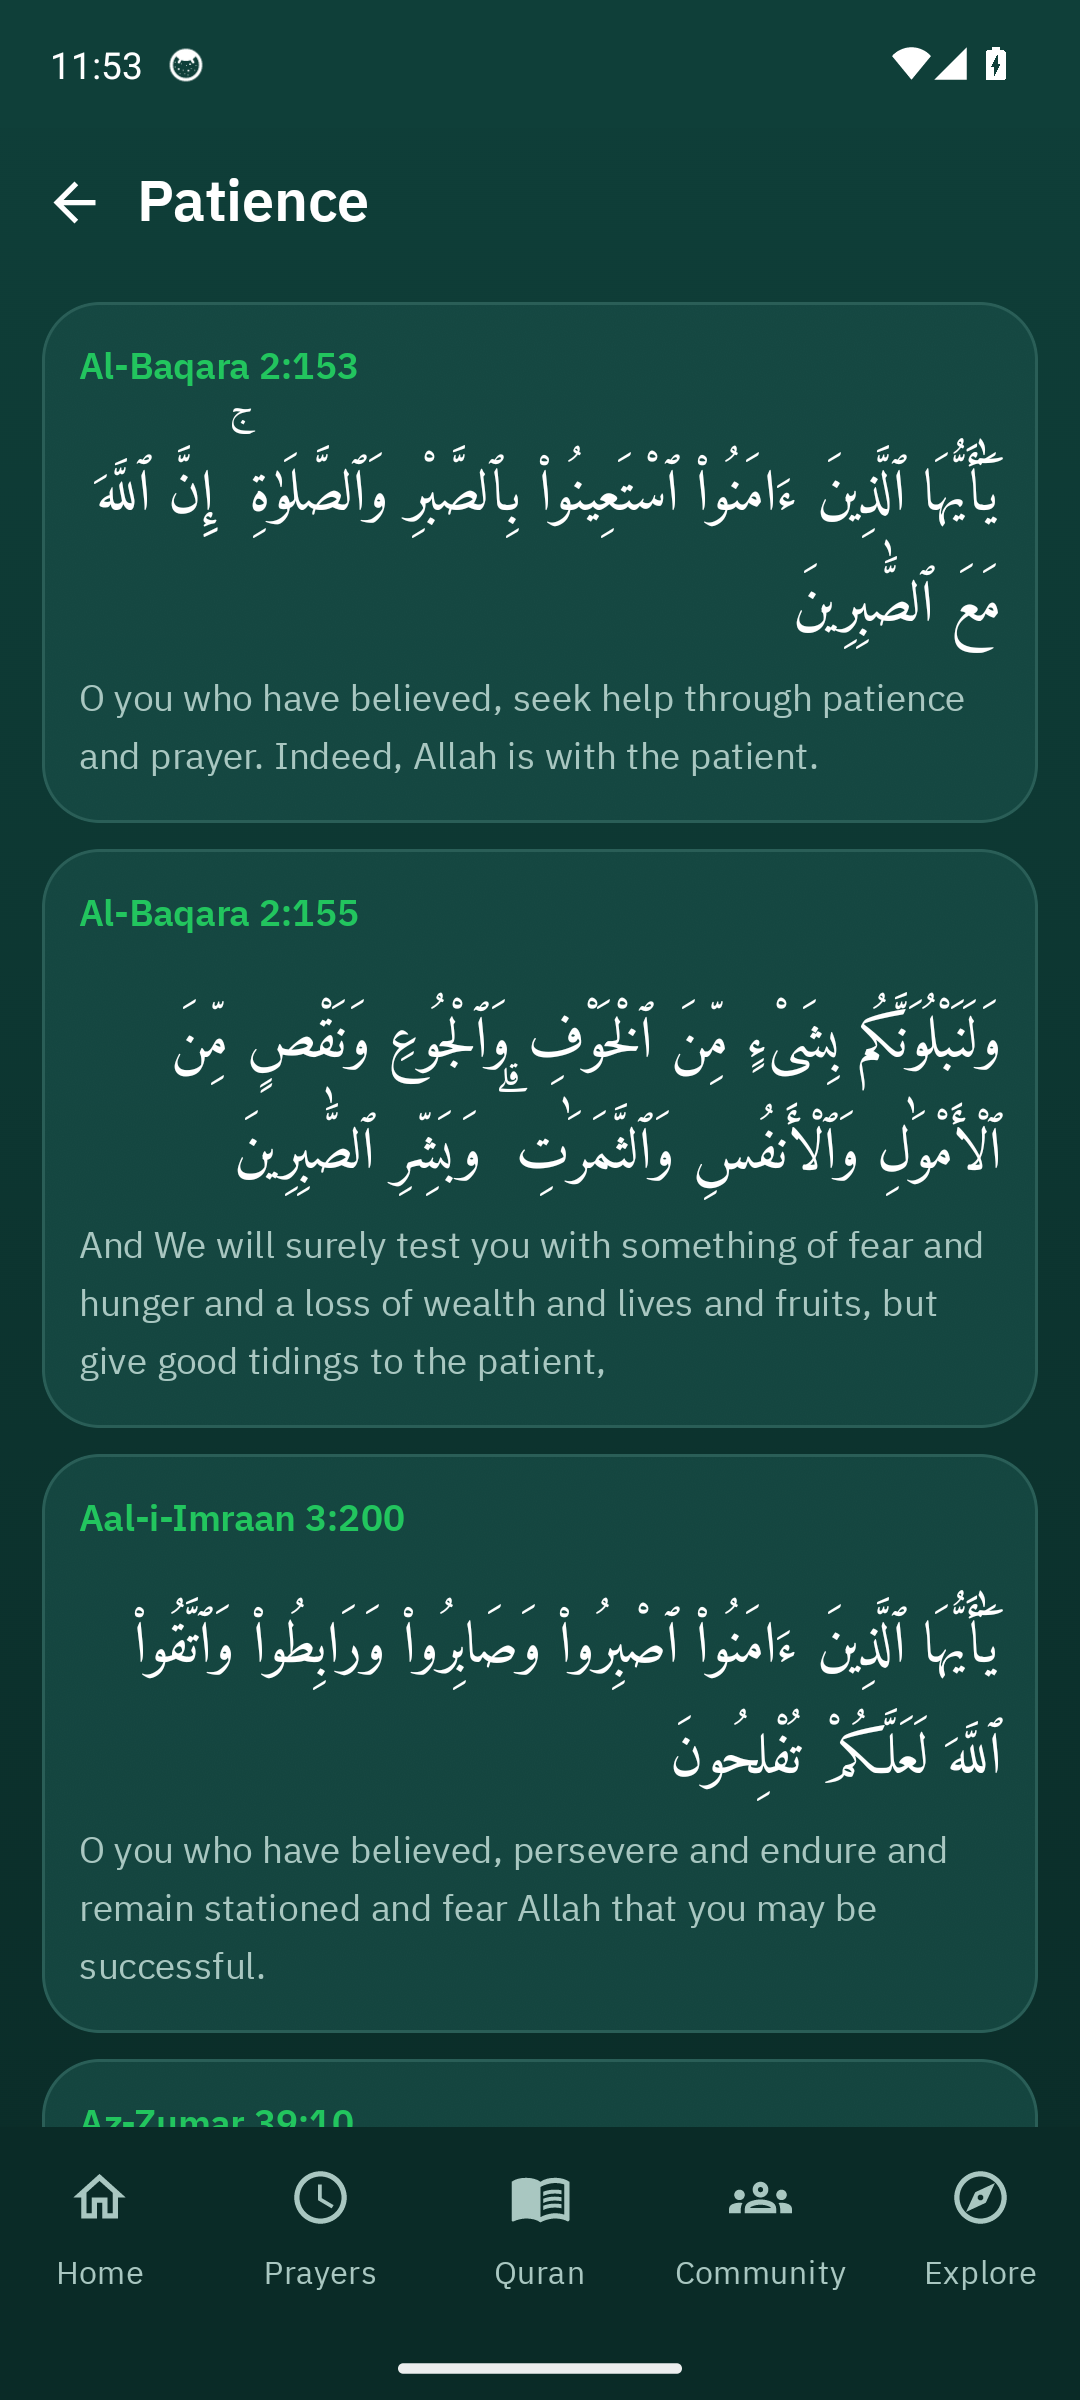 11:53
Patience
Al-Baqara 2:153
يَـٰٓأَيُّهَا ٱلَّذِينَ ءَامَنُوا۟ ٱسْتَعِينُوا۟ بِٱلصَّبْرِ وَٱلصَّلَوٰةِ ۚ إِنَّ ٱللَّهَ
مَعَ ٱلصَّـٰبِرِينَ
O you who have believed, seek help through patience
and prayer. Indeed, Allah is with the patient.
Al-Baqara 2:155
وَلَنَبْلُوَنَّكُم بِشَىْءٍ مِّنَ ٱلْخَوْفِ وَٱلْجُوعِ وَنَقْصٍ مِّنَ
ٱلْأَمْوَٰلِ وَٱلْأَنفُسِ وَٱلثَّمَرَٰتِ ۗ وَبَشِّرِ ٱلصَّـٰبِرِينَ
And We will surely test you with something of fear and
hunger and a loss of wealth and lives and fruits, but
give good tidings to the patient,
Aal-i-Imraan 3:200
يَـٰٓأَيُّهَا ٱلَّذِينَ ءَامَنُوا۟ ٱصْبِرُوا۟ وَصَابِرُوا۟ وَرَابِطُوا۟ وَٱتَّقُوا۟
ٱللَّهَ لَعَلَّكُمْ تُفْلِحُونَ
O you who have believed, persevere and endure and
remain stationed and fear Allah that you may be
successful.
Az-Zumar 39:10
Home
Prayers
Quran
Community
Explore